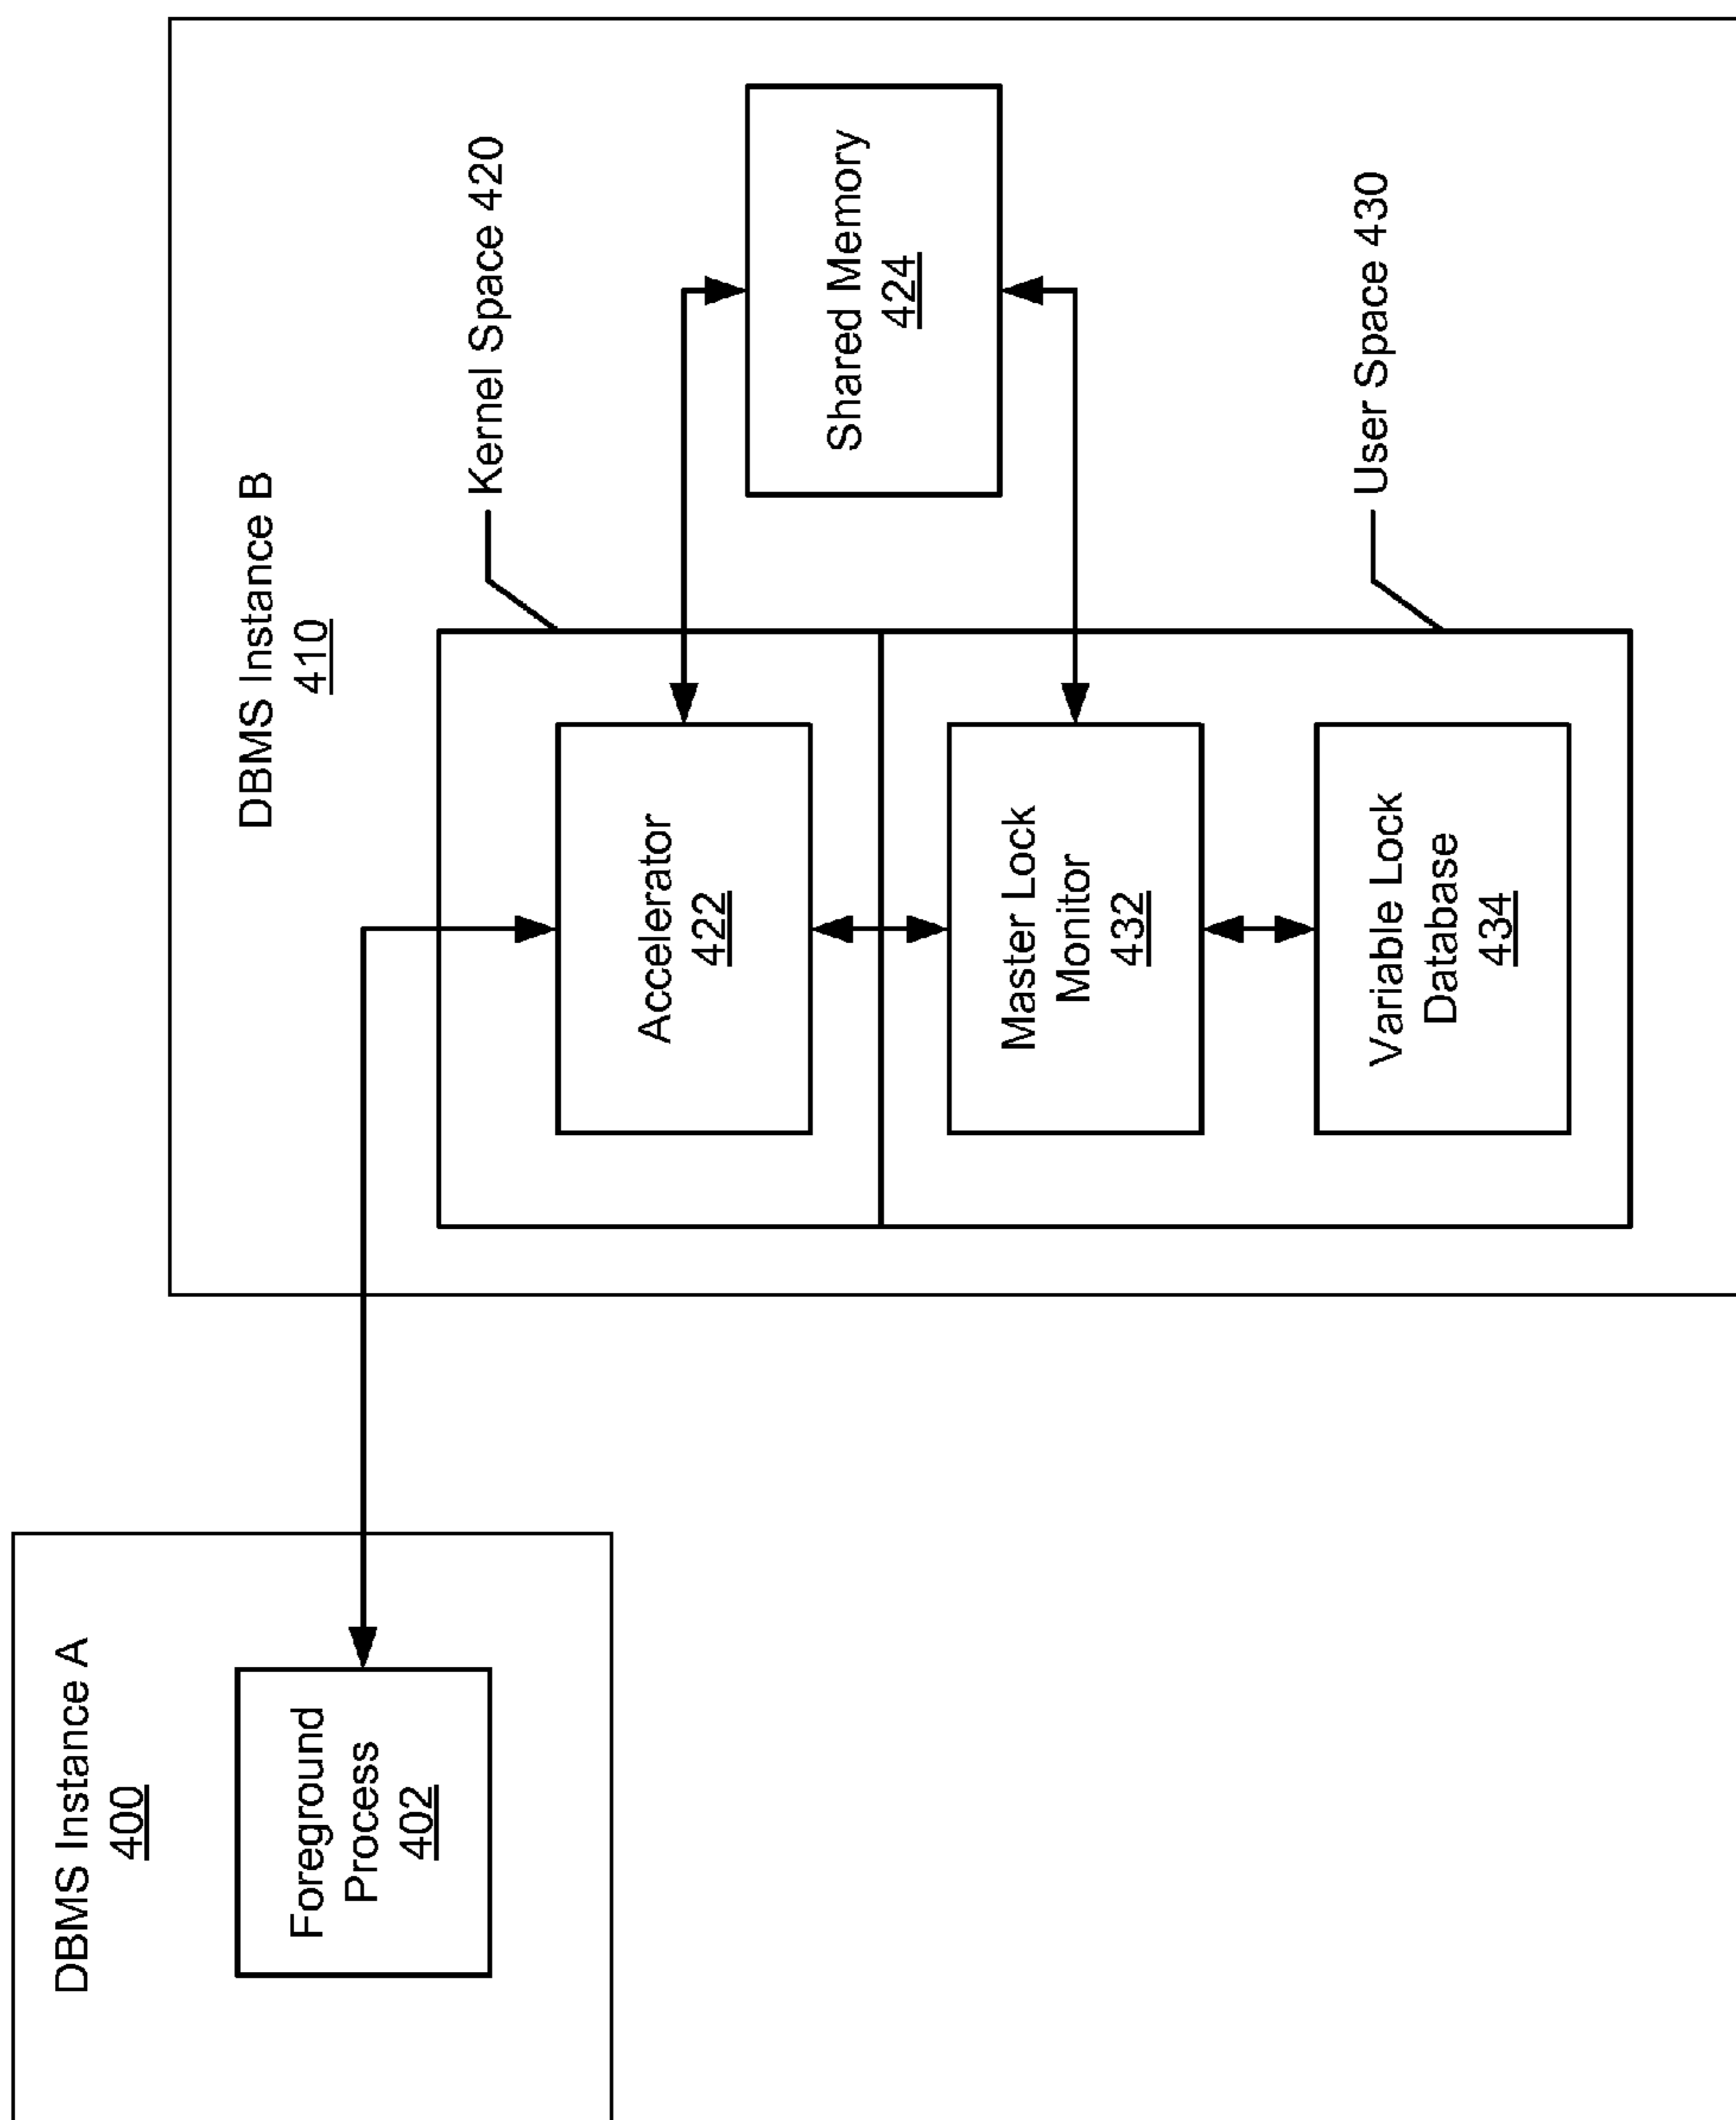 DBMS Instance A
400
Foreground
Process
402
DBMS Instance B
410
Kernel Space 420
Accelerator
422
Shared Memory
424
Master Lock
Monitor
432
User Space 430
Variable Lock
Database
434